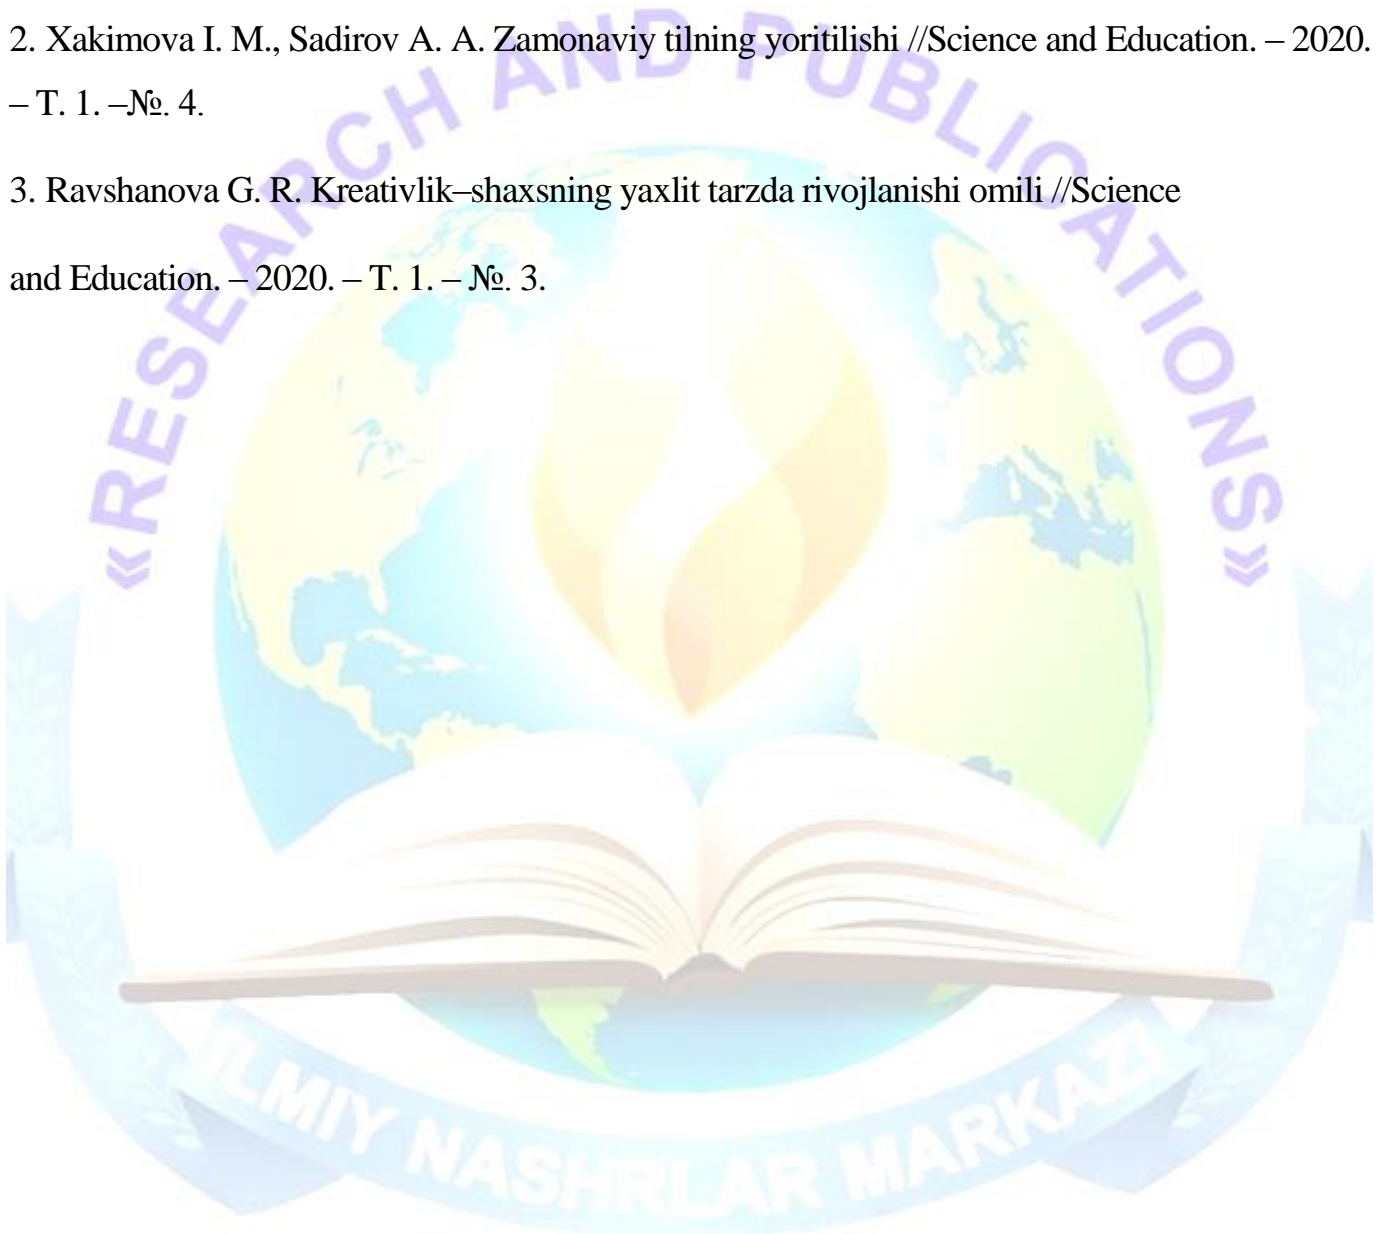 2. Xakimova I. M., Sadirov A. A. Zamonaviy tilning yoritilishi //Science and Education. – 2020.
– T. 1. –№. 4.
3. Ravshanova G. R. Kreativlik–shaxsning yaxlit tarzda rivojlanishi omili //Science
and Education. – 2020. – T. 1. – №. 3.
«RESEARCH AND PUBLICATIONS»
ILMIY NASHRLAR MARKAZI